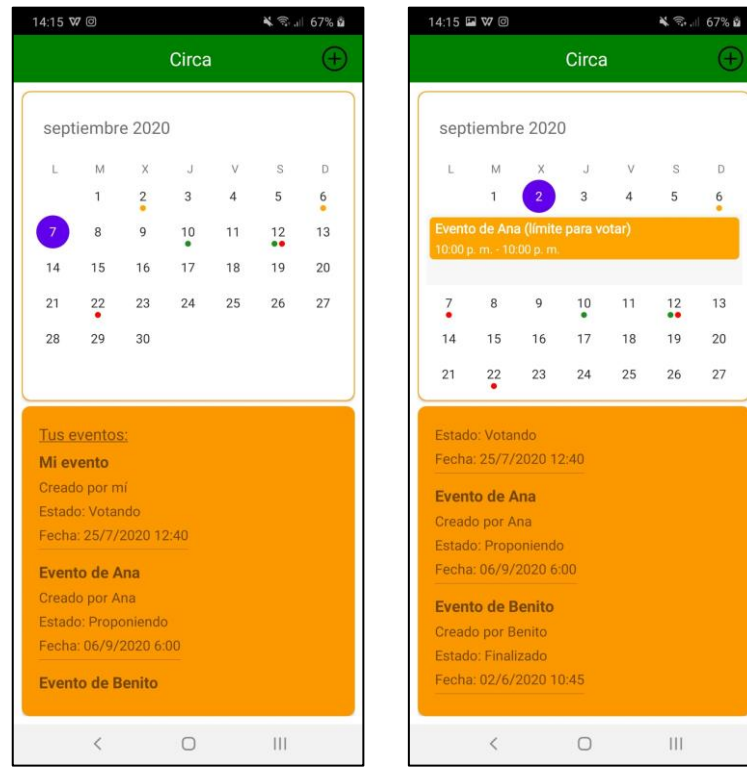 14:15 67%
Circa
septiembre 2020
L M X J V S D
1 2 3 4 5 6
7 8 9 10 11 12 13
14 15 16 17 18 19 20
21 22 23 24 25 26 27
28 29 30
Tus eventos:
Mi evento
Creado por mí
Estado: Votando
Fecha: 25/7/2020 12:40
Evento de Ana
Creado por Ana
Estado: Proponiendo
Fecha: 06/9/2020 6:00
Evento de Benito
14:15 67%
Circa
septiembre 2020
L M X J V S D
1 2 3 4 5 6
Evento de Ana (límite para votar)
10:00 p. m. - 10:00 p. m.
7 8 9 10 11 12 13
14 15 16 17 18 19 20
21 22 23 24 25 26 27
Estado: Votando
Fecha: 25/7/2020 12:40
Evento de Ana
Creado por Ana
Estado: Proponiendo
Fecha: 06/9/2020 6:00
Evento de Benito
Creado por Benito
Estado: Finalizado
Fecha: 02/6/2020 10:45